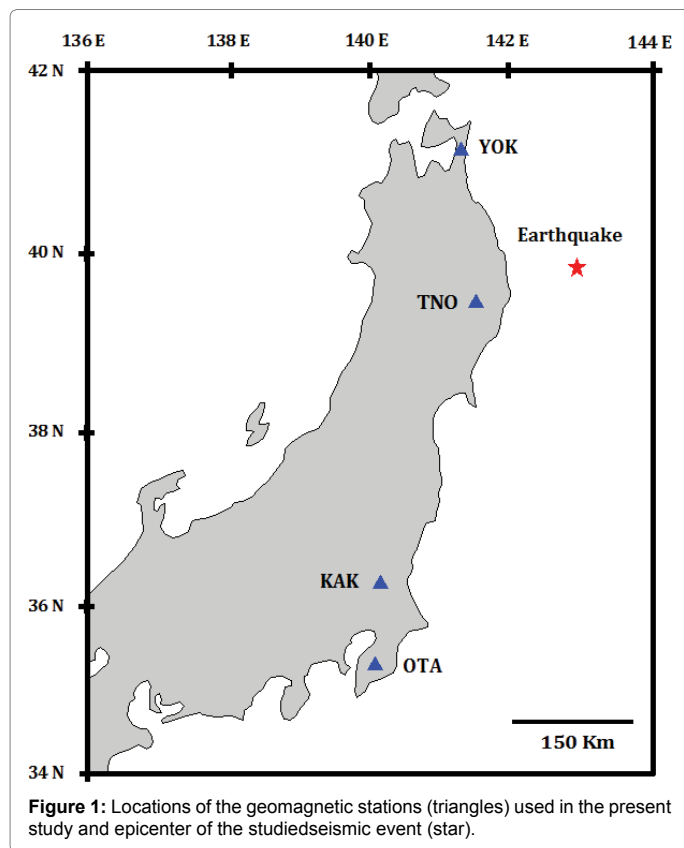 136 E 138 E 140 E 142 E 144 E
42 N
YOK
Earthquake
40 N
TNO
38 N
KAK
36 N
OTA
150 Km
34 N
Figure 1: Locations of the geomagnetic stations (triangles) used in the present
study and epicenter of the studiedseismic event (star).